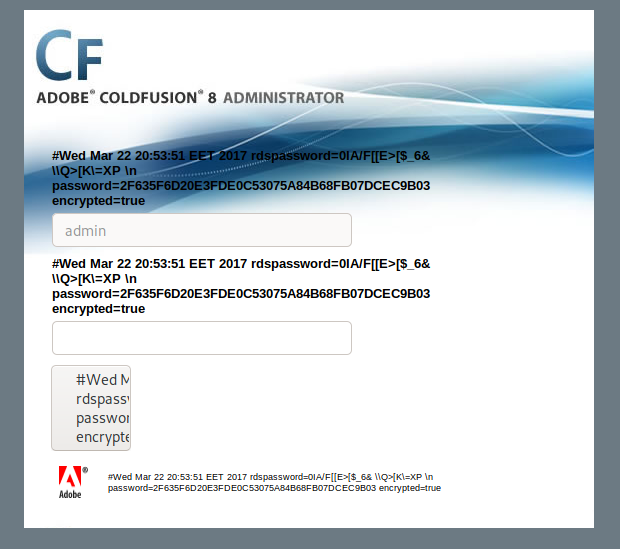 CF
ADOBE® COLDFUSION® 8 ADMINISTRATOR
#Wed Mar 22 20:53:51 EET 2017 rdspassword=0IA/F[[E>[$_6&
\\Q>[K\=XP \n
password=2F635F6D20E3FDE0C53075A84B68FB07DCEC9B03
encrypted=true
admin
#Wed Mar 22 20:53:51 EET 2017 rdspassword=0IA/F[[E>[$_6&
\\Q>[K\=XP \n
password=2F635F6D20E3FDE0C53075A84B68FB07DCEC9B03
encrypted=true
#Wed M
rdspassw
passwor
encrypte
Adobe®
#Wed Mar 22 20:53:51 EET 2017 rdspassword=0IA/F[[E>[$_6& \\Q>[K\=XP \n
password=2F635F6D20E3FDE0C53075A84B68FB07DCEC9B03 encrypted=true